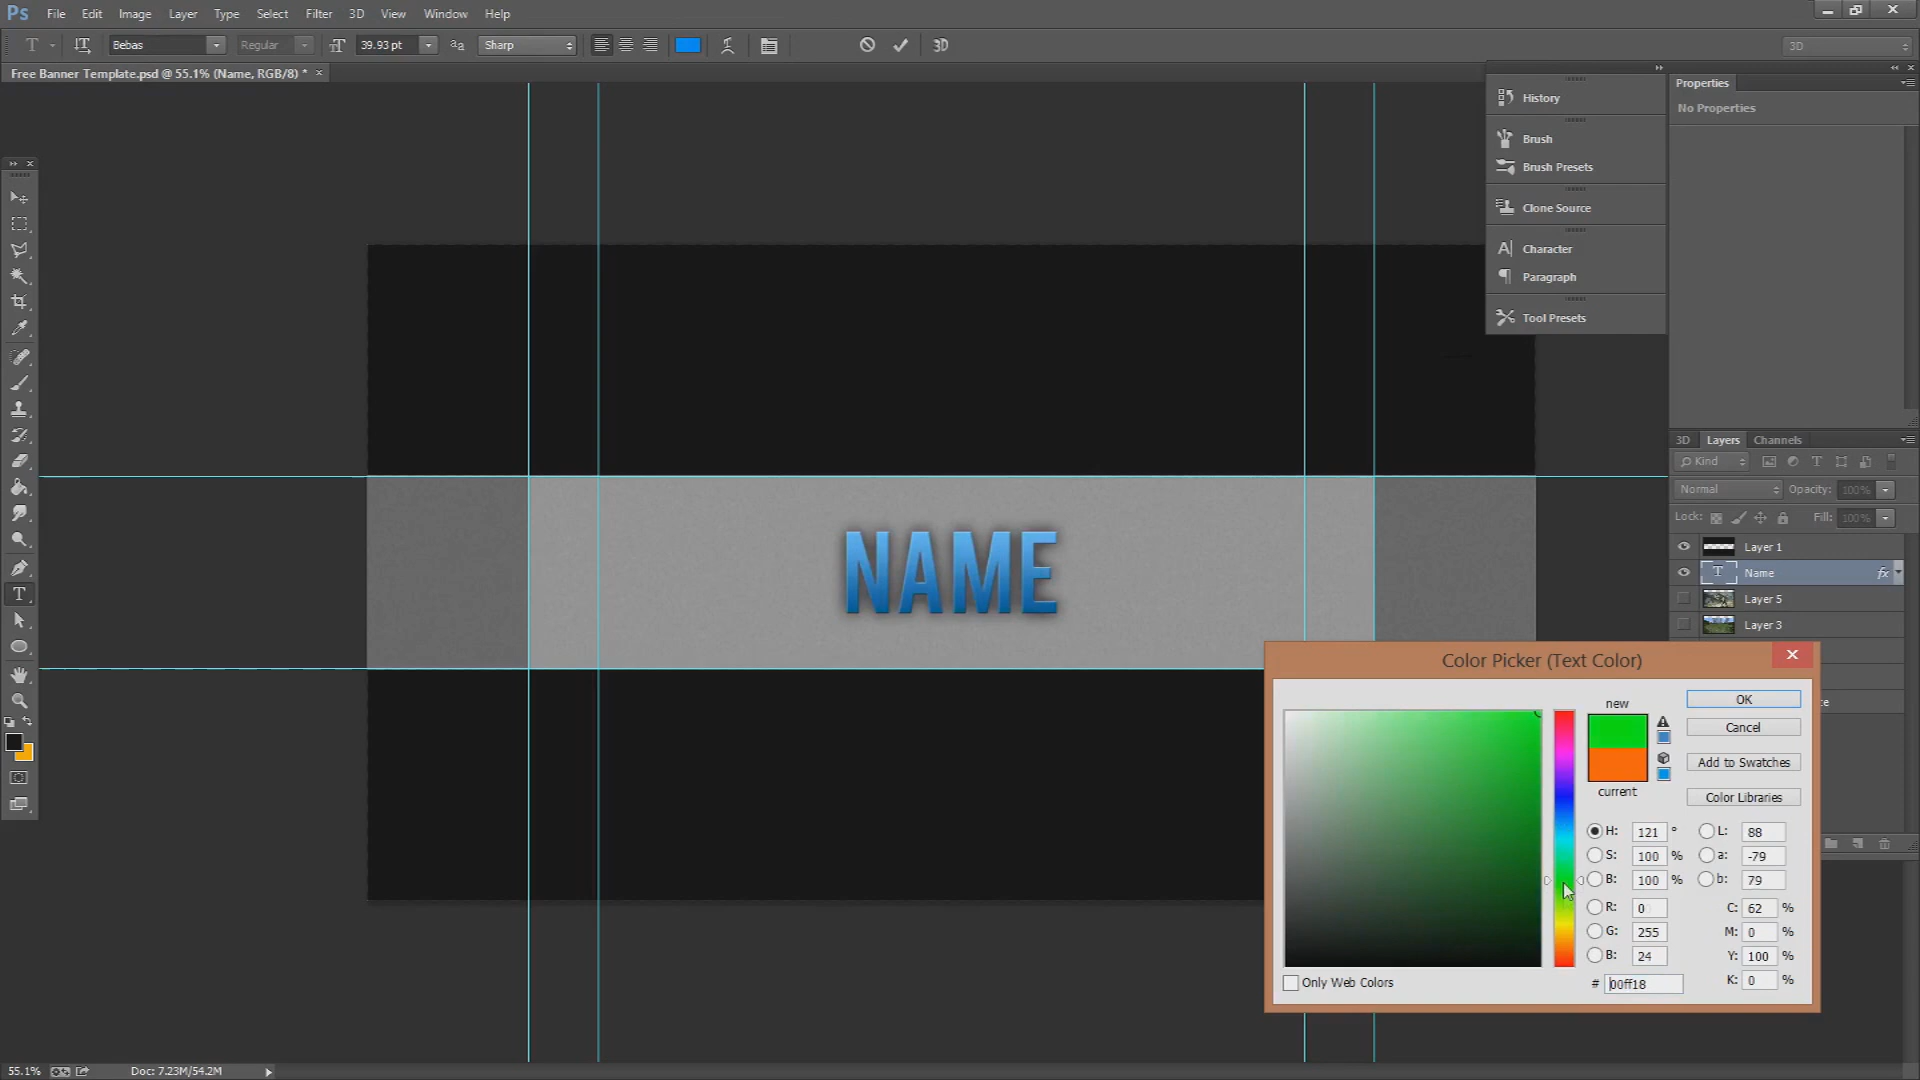 Ps File Edit Image Layer Type Select Filter 3D View Window Help
T Bebas Regular 39.93 pt aa Sharp 3D 3D
Free Banner Template.psd @ 55.1% (Name, RGB/8) * ×
History
Brush
Brush Presets
Clone Source
Character
Paragraph
Tool Presets
Properties
No Properties
3D Layers Channels
Kind
Normal Opacity: 100%
Lock: Fill: 100%
Layer 1
Name fx
Layer 5
Layer 3
NAME
Color Picker (Text Color)
new
current
OK
Cancel
Add to Swatches
Color Libraries
H: 121 °
S: 100 %
B: 100 %
R: 0
G: 255
B: 24
# 00ff18
L: 88
a: -79
b: 79
C: 62 %
M: 0 %
Y: 100 %
K: 0 %
Only Web Colors
55.1% Doc: 7.23M/54.2M